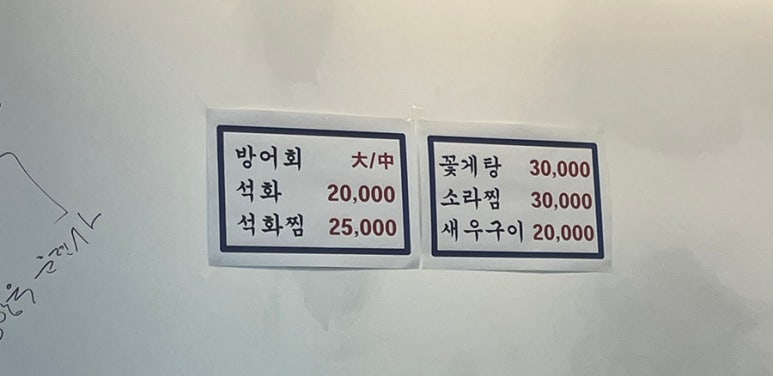 방어회 大/中
석화 20,000
석화찜 25,000
꽃게탕 30,000
소라찜 30,000
새우구이 20,000